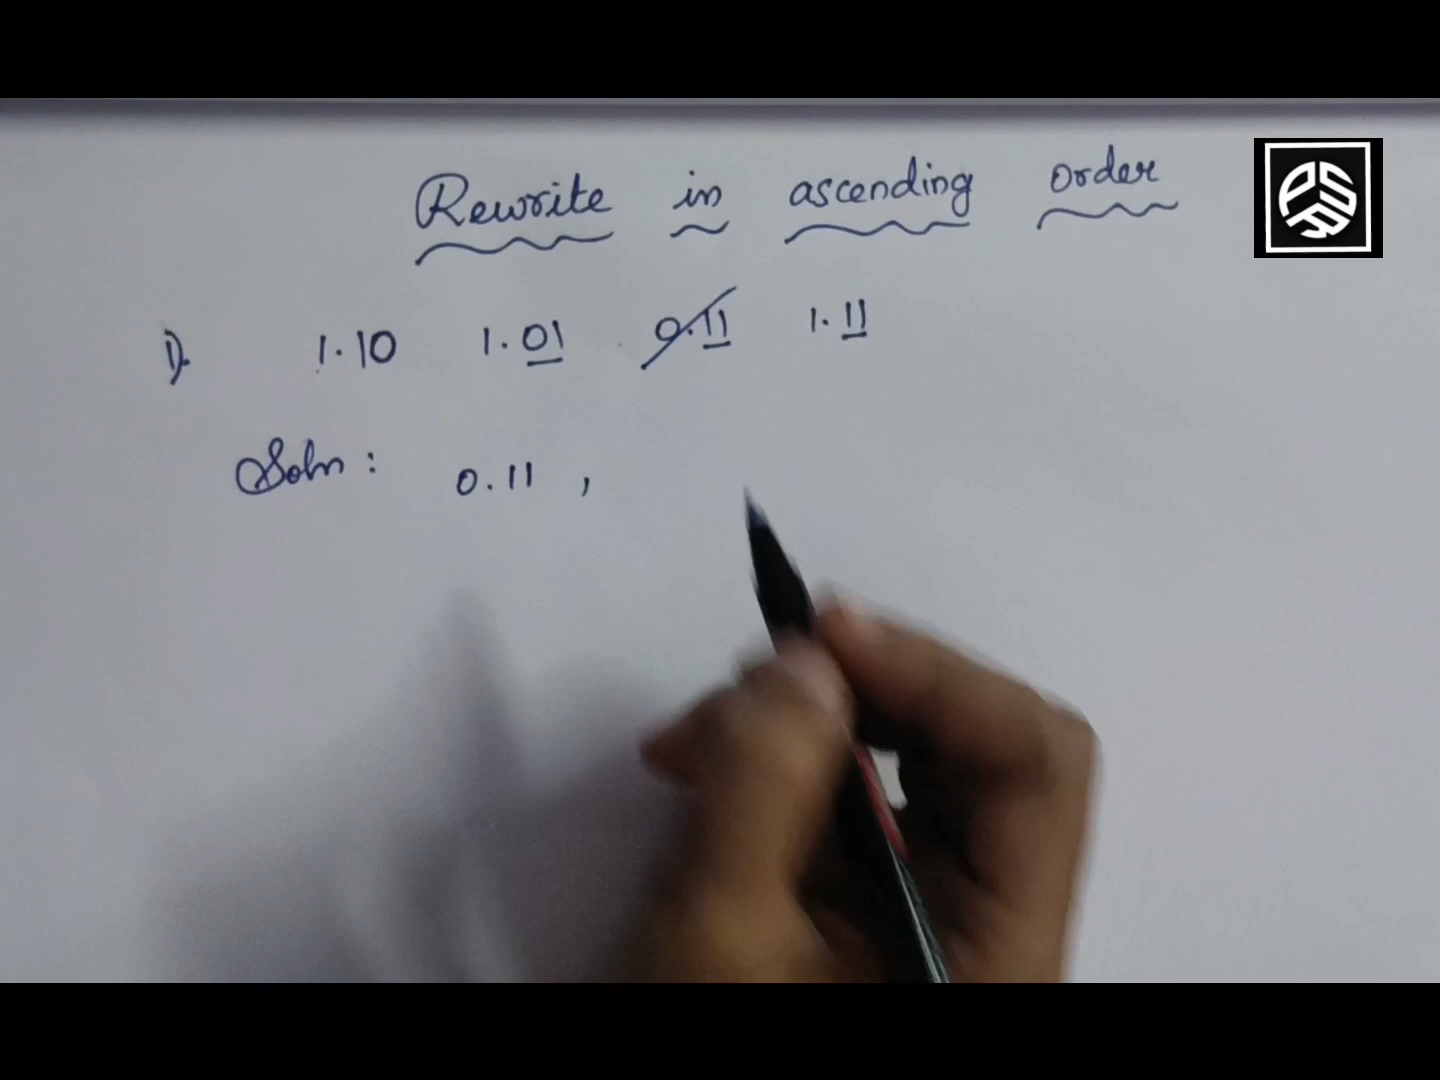 Rewrite in ascending order
1). 1.10 1.01 0.11 1.11
Soln: 0.11 ,